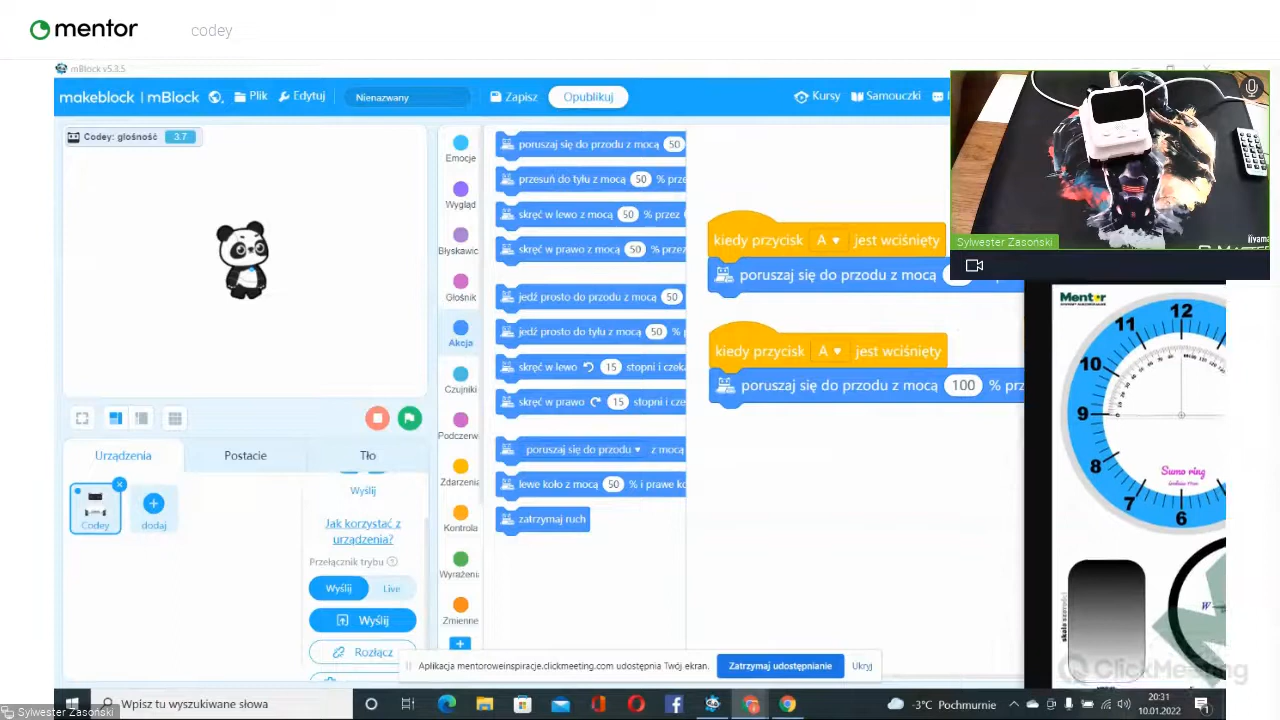 mentor
codey
mBlock v5.3.5
makeblock | mBlock
Plik
Edytuj
Nienazwany
Zapisz
Opublikuj
Kursy
Samouczki
Codey: głośność 3.7
Emocje
Wygląd
Błyskawic
Głośnik
Akcja
Czujniki
Podczerw
Zdarzenia
Kontrola
Wyrażenia
Zmienne
poruszaj się do przodu z mocą 50
przesuń do tyłu z mocą 50 % prze
skręć w lewo z mocą 50 % przez
skręć w prawo z mocą 50 % przez
jedź prosto do przodu z mocą 50
jedź prosto do tyłu z mocą 50 % p
skręć w lewo 15 stopni i czeka
skręć w prawo 15 stopni i cze
poruszaj się do przodu z mocą
lewe koło z mocą 50 % i prawe ko
zatrzymaj ruch
kiedy przycisk A jest wciśnięty
poruszaj się do przodu z mocą
kiedy przycisk A jest wciśnięty
poruszaj się do przodu z mocą 100 % prz
Sylwester Zasoński
iiyama
Mentor
12
11
10
9
8
7
6
Sumo ring
W
Urządzenia
Postacie
Tło
Codey
dodaj
Wyślij
Jak korzystać z
urządzenia?
Przełącznik trybu
Wyślij
Live
Wyślij
Rozłącz
Aplikacja mentoroweinspiracje.clickmeeting.com udostępnia Twój ekran.
Zatrzymaj udostępnianie
Ukryj
ClickMeeting
Wpisz tu wyszukiwane słowa
-3°C Pochmurnie
20:31
10.01.2022
1
Sylwester Zasoński